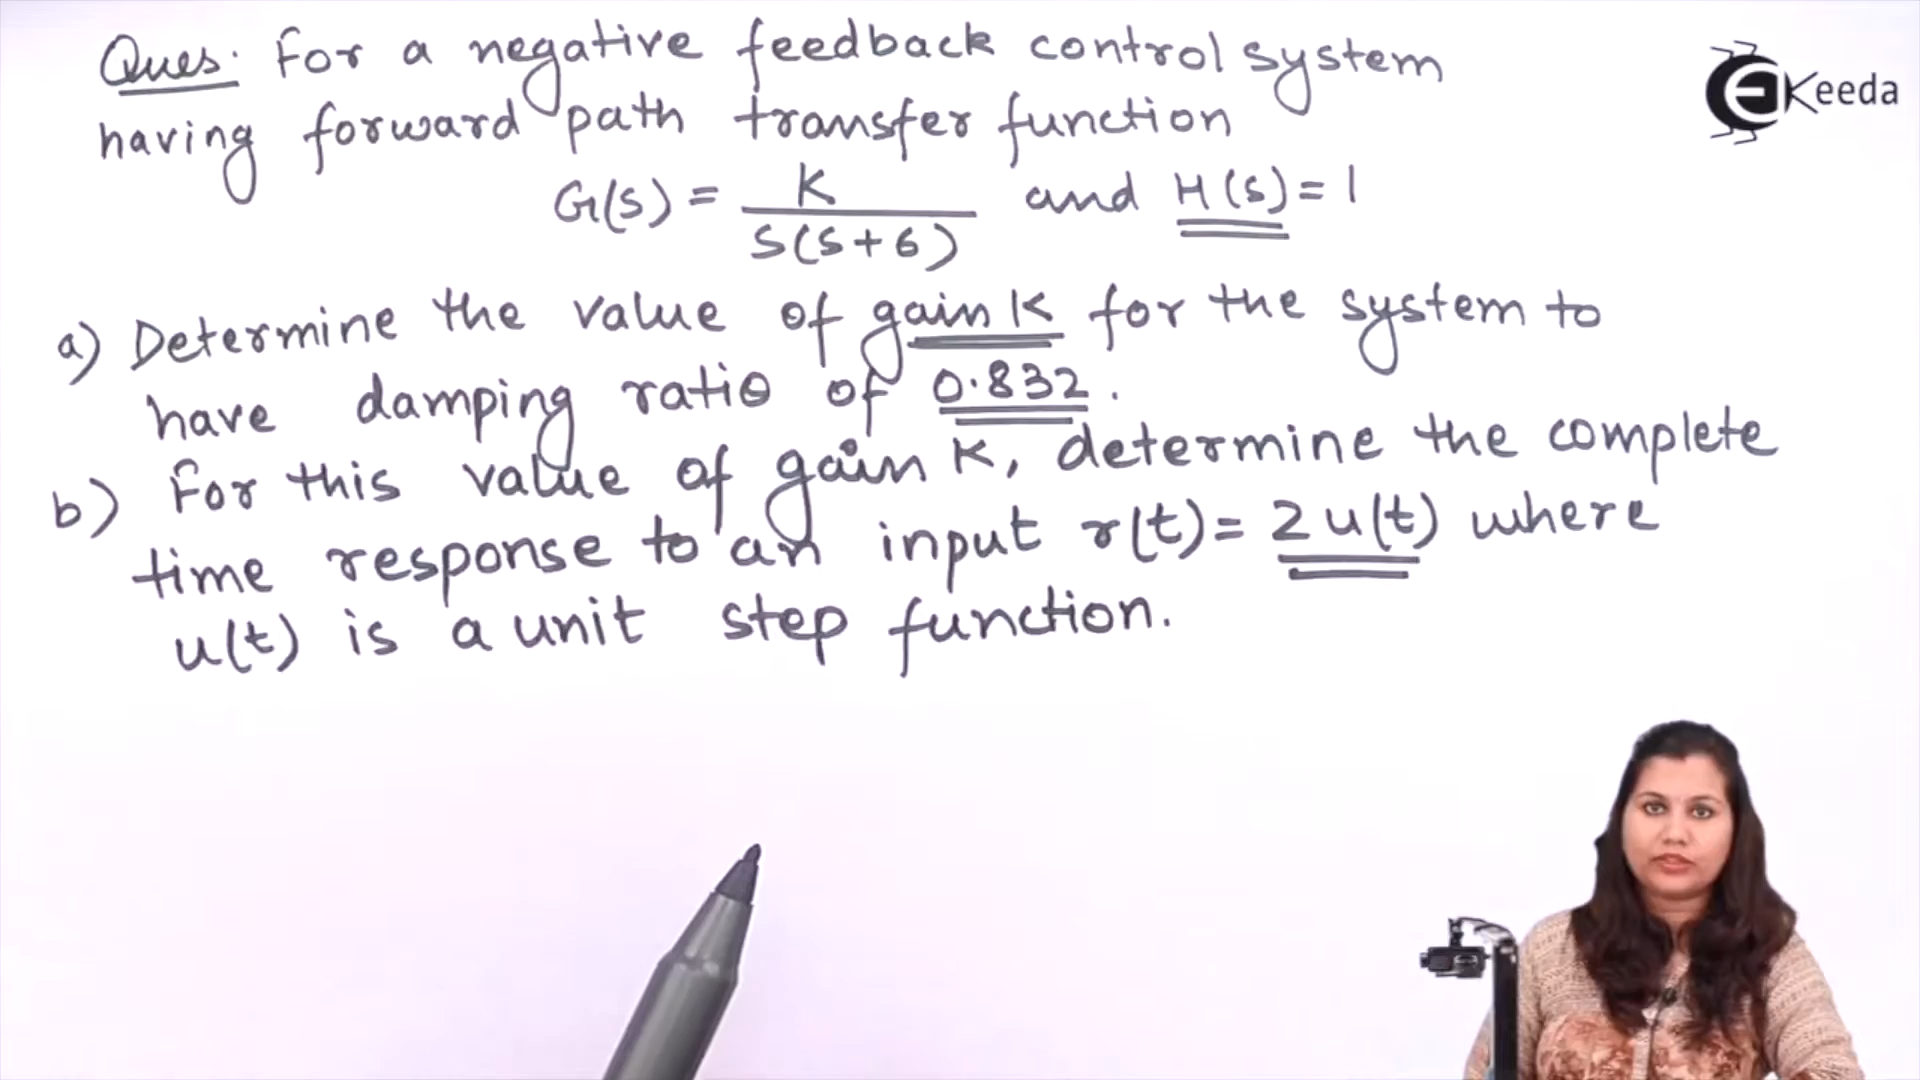 Ques. For a negative feedback control system
EKeeda
having forward path transfer function
G(s) = K / s(s+6) and H(s) = 1
a) Determine the value of gain K for the system to
have damping ratio of 0.832.
b) For this value of gain K, determine the complete
time response to an input r(t) = 2u(t) where
u(t) is a unit step function.